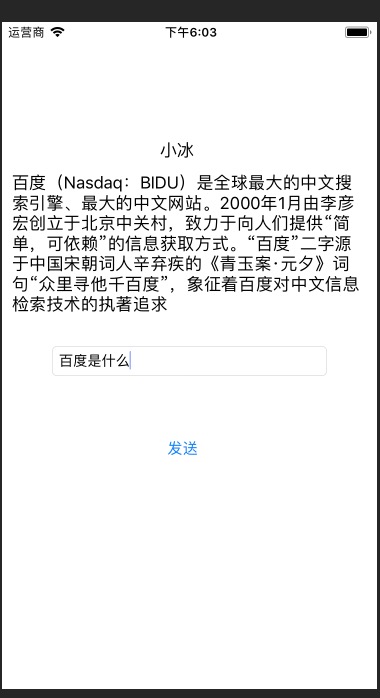 运营商 下午6:03
小冰
百度（Nasdaq：BIDU）是全球最大的中文搜
索引擎、最大的中文网站。2000年1月由李彦
宏创立于北京中关村，致力于向人们提供“简
单，可依赖”的信息获取方式。“百度”二字源
于中国宋朝词人辛弃疾的《青玉案·元夕》词
句“众里寻他千百度”，象征着百度对中文信息
检索技术的执著追求
百度是什么
发送